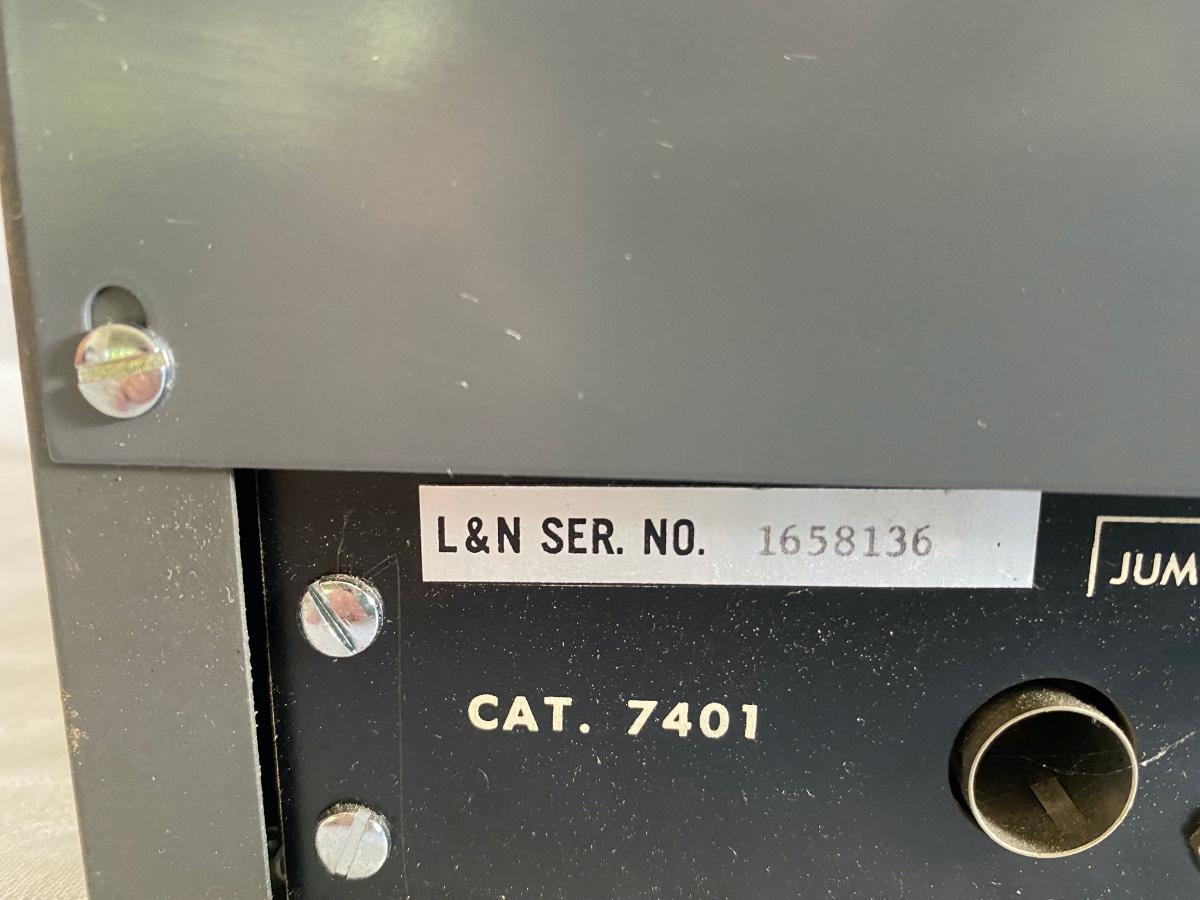 L&N SER. NO. 1658136
JUM
CAT. 7401